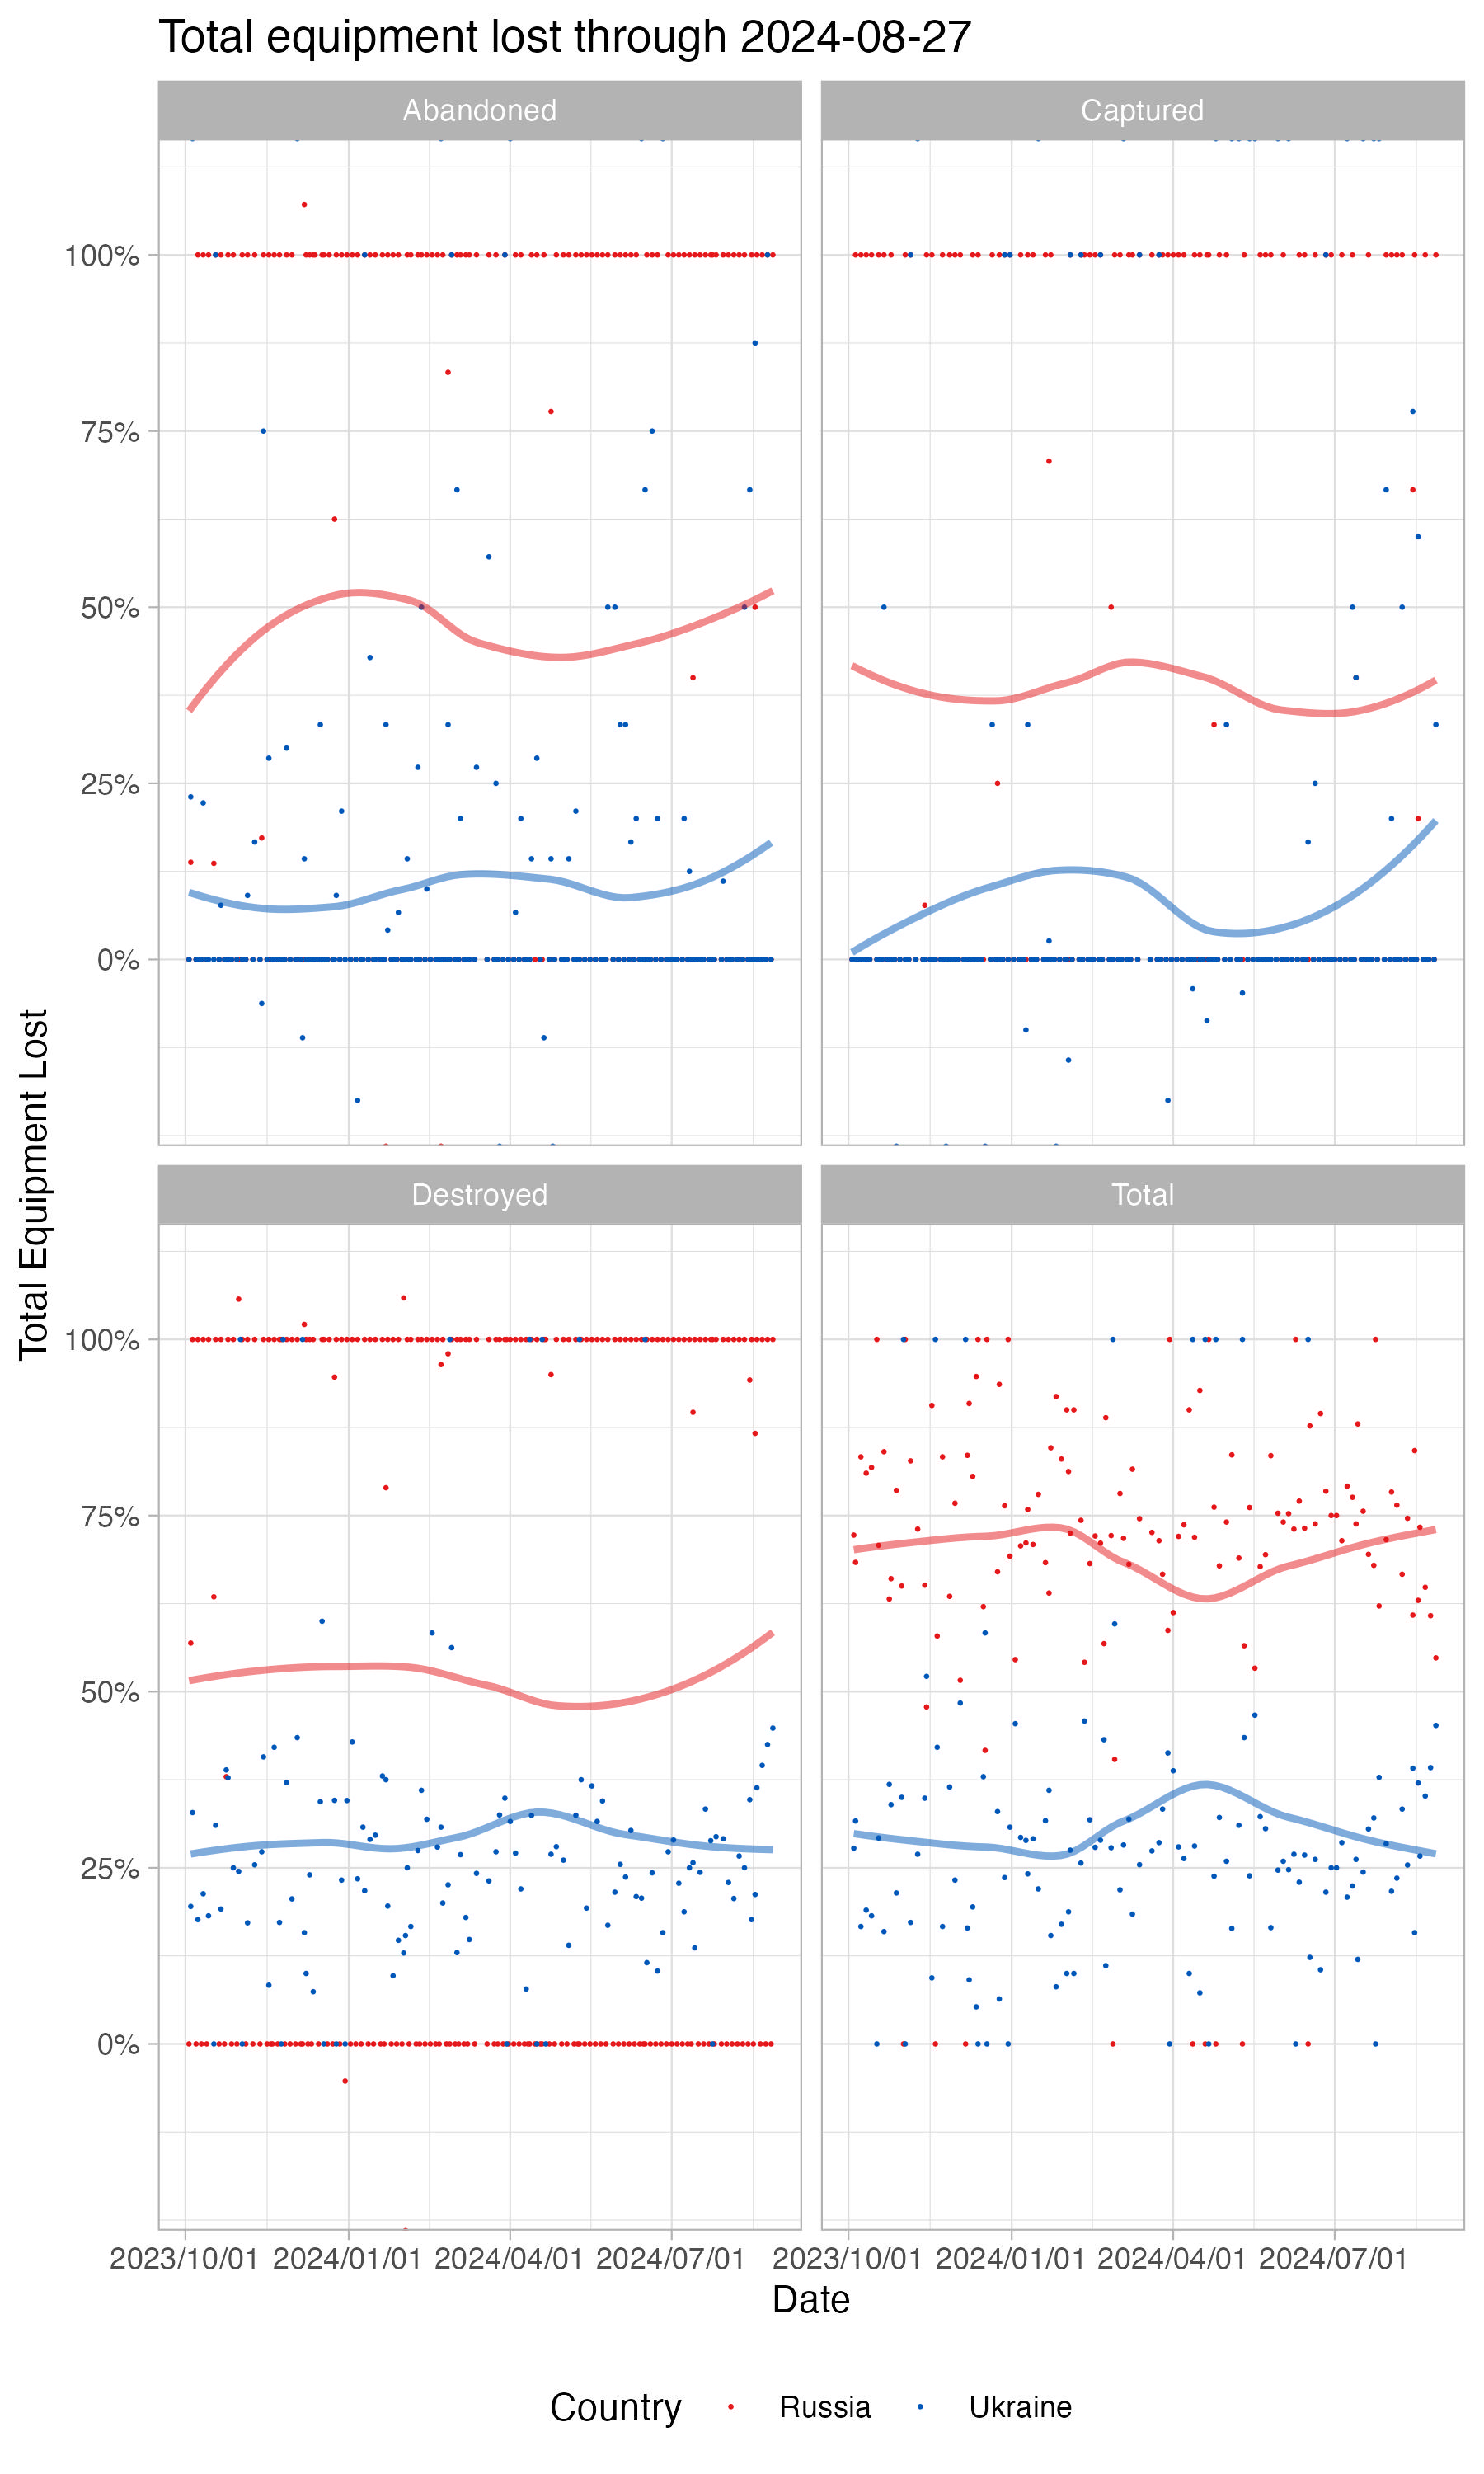 Total equipment lost through 2024-08-27
Abandoned
Captured
100%
75%
50%
25%
0%
Total Equipment Lost
Destroyed
Total
100%
75%
50%
25%
0%
2023/10/01 2024/01/01 2024/04/01 2024/07/01
2023/10/01 2024/01/01 2024/04/01 2024/07/01
Date
Country Russia Ukraine